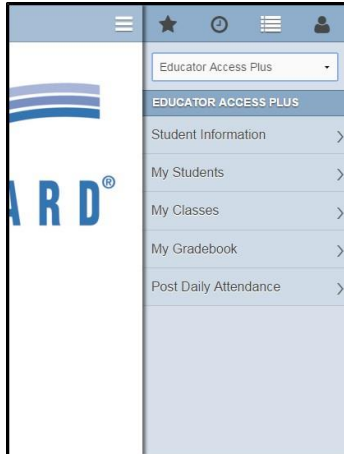 ARD®
Educator Access Plus
EDUCATOR ACCESS PLUS
Student Information
My Students
My Classes
My Gradebook
Post Daily Attendance